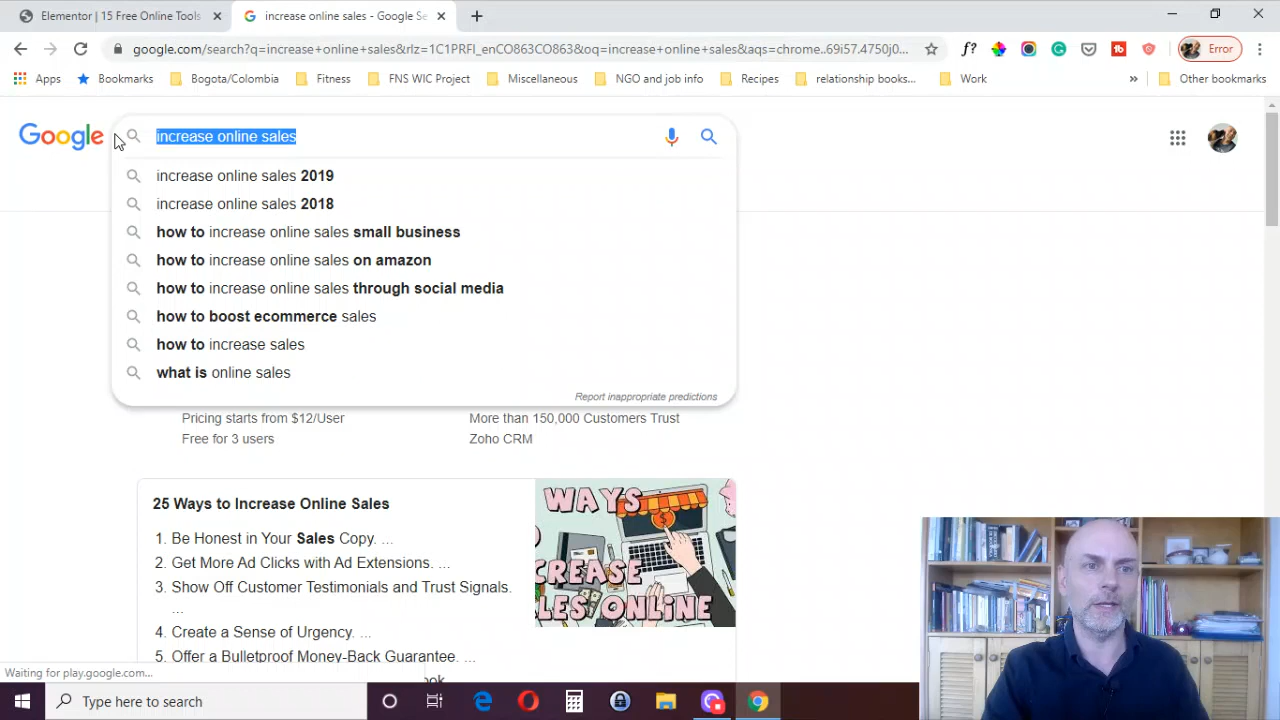 Elementor | 15 Free Online Tools
increase online sales - Google Se
google.com/search?q=increase+online+sales&rlz=1C1PRFI_enCO863CO863&oq=increase+online+sales&aqs=chrome..69i57.4750j0...
f?
Error
Apps
Bookmarks
Bogota/Colombia
Fitness
FNS WIC Project
Miscellaneous
NGO and job info
Recipes
relationship books...
Work
»
Other bookmarks
Google
increase online sales
increase online sales 2019
increase online sales 2018
how to increase online sales small business
how to increase online sales on amazon
how to increase online sales through social media
how to boost ecommerce sales
how to increase sales
what is online sales
Report inappropriate predictions
Pricing starts from $12/User
More than 150,000 Customers Trust
Free for 3 users
Zoho CRM
25 Ways to Increase Online Sales
1. Be Honest in Your Sales Copy. ...
2. Get More Ad Clicks with Ad Extensions. ...
3. Show Off Customer Testimonials and Trust Signals.
...
4. Create a Sense of Urgency. ...
5. Offer a Bulletproof Money-Back Guarantee. ...
WAYS
CREASE
LES ONLINE
Waiting for play.google.com...
Type here to search